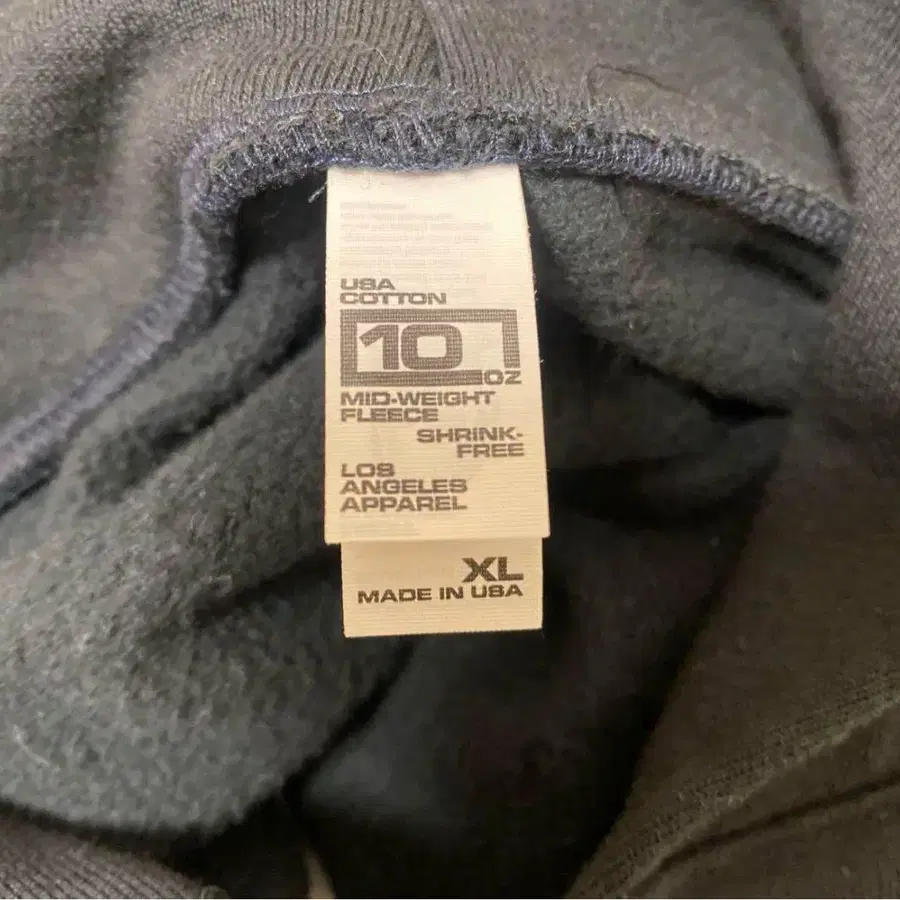 USA
COTTON
10
OZ
MID-WEIGHT
FLEECE
SHRINK-
FREE
LOS
ANGELES
APPAREL
XL
MADE IN USA